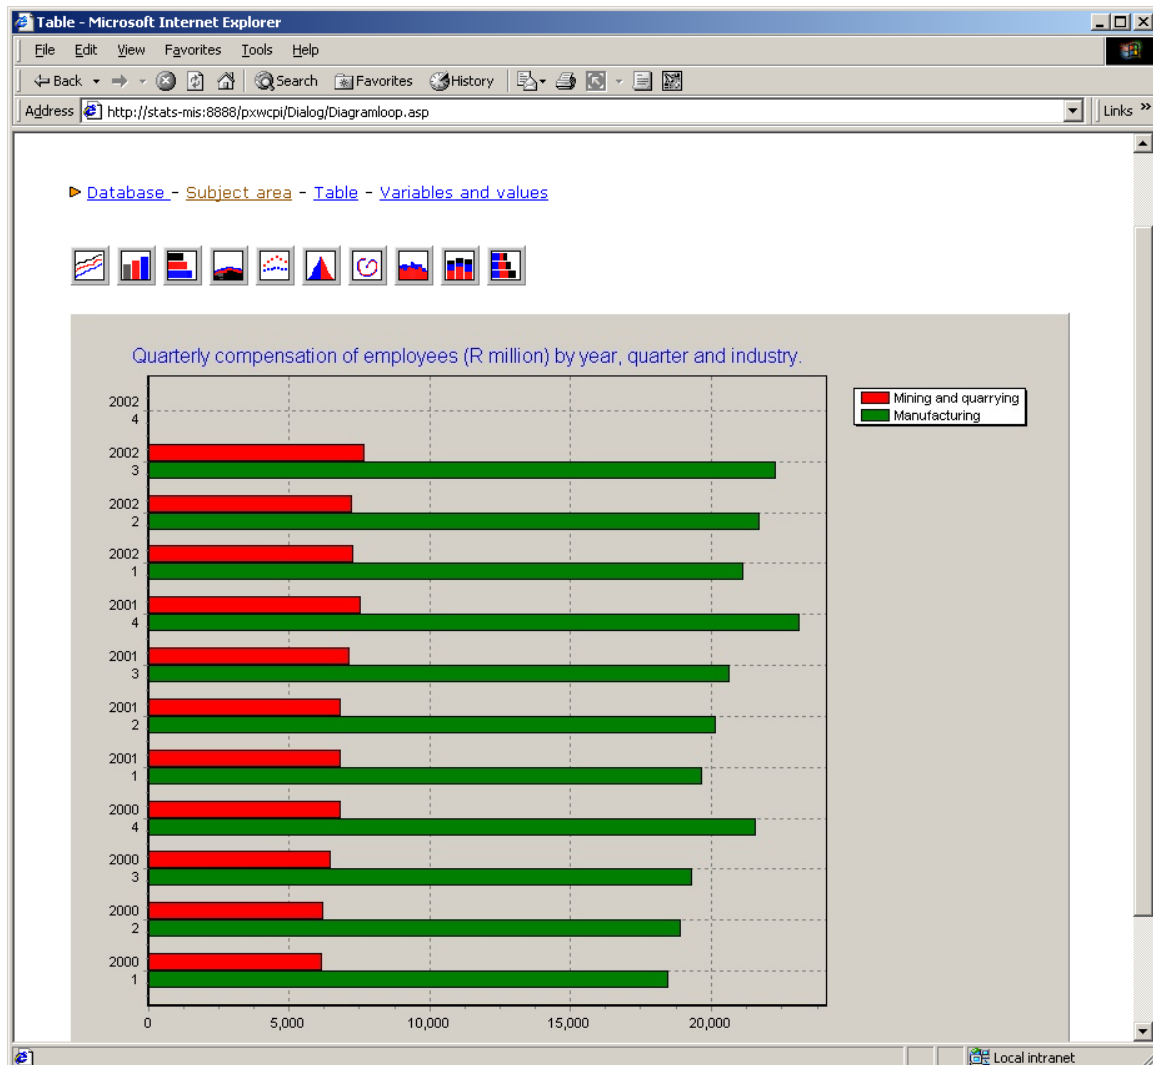 Table - Microsoft Internet Explorer
File Edit View Favorites Tools Help
Back Search Favorites History
Address http://stats-mis:8888/pxwcpi/Dialog/Diagramloop.asp Links »
Database - Subject area - Table - Variables and values
Quarterly compensation of employees (R million) by year, quarter and industry.
Mining and quarrying
Manufacturing
2002
4
2002
3
2002
2
2002
1
2001
4
2001
3
2001
2
2001
1
2000
4
2000
3
2000
2
2000
1
0 5,000 10,000 15,000 20,000
Local intranet